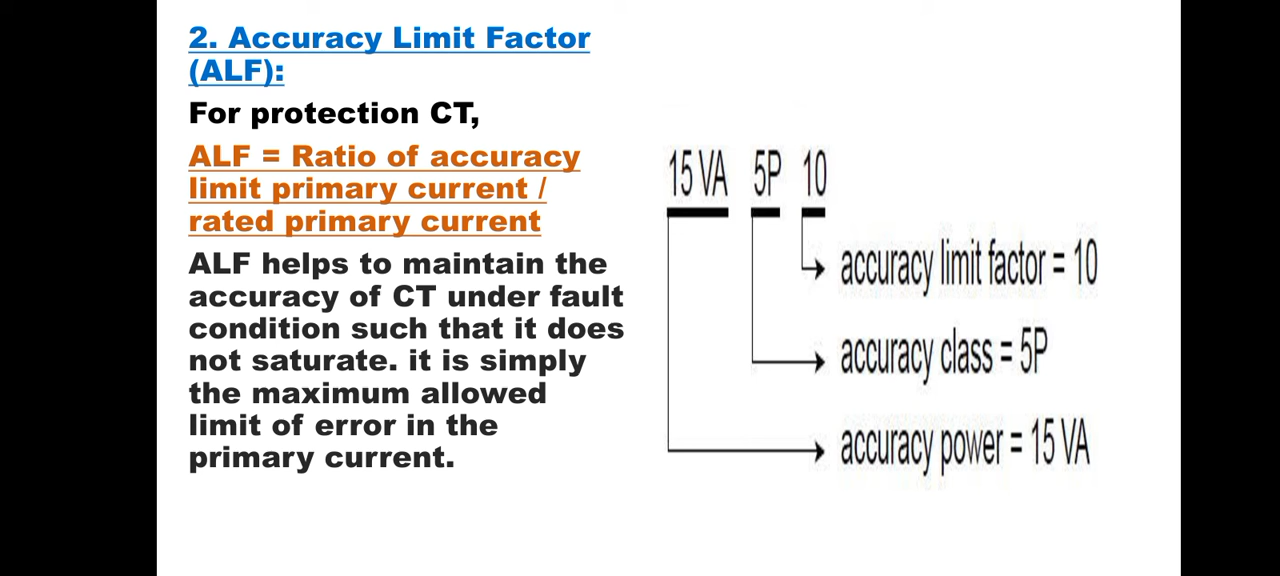 2. Accuracy Limit Factor
(ALF):
For protection CT,
ALF = Ratio of accuracy
limit primary current /
rated primary current
ALF helps to maintain the
accuracy of CT under fault
condition such that it does
not saturate. it is simply
the maximum allowed
limit of error in the
primary current.
15 VA 5P 10
accuracy limit factor = 10
accuracy class = 5P
accuracy power = 15 VA